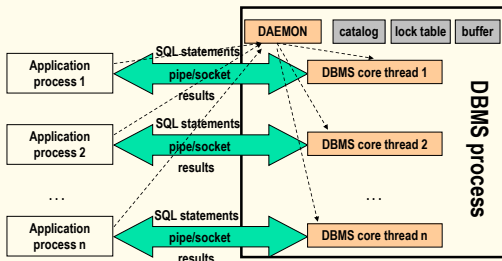 DAEMON
catalog
lock table
buffer
SQL statements
Application
process 1
pipe/socket
DBMS core thread 1
results
SQL statements
Application
process 2
pipe/socket
DBMS core thread 2
results
...
...
SQL statements
Application
process n
pipe/socket
DBMS core thread n
results
DBMS process